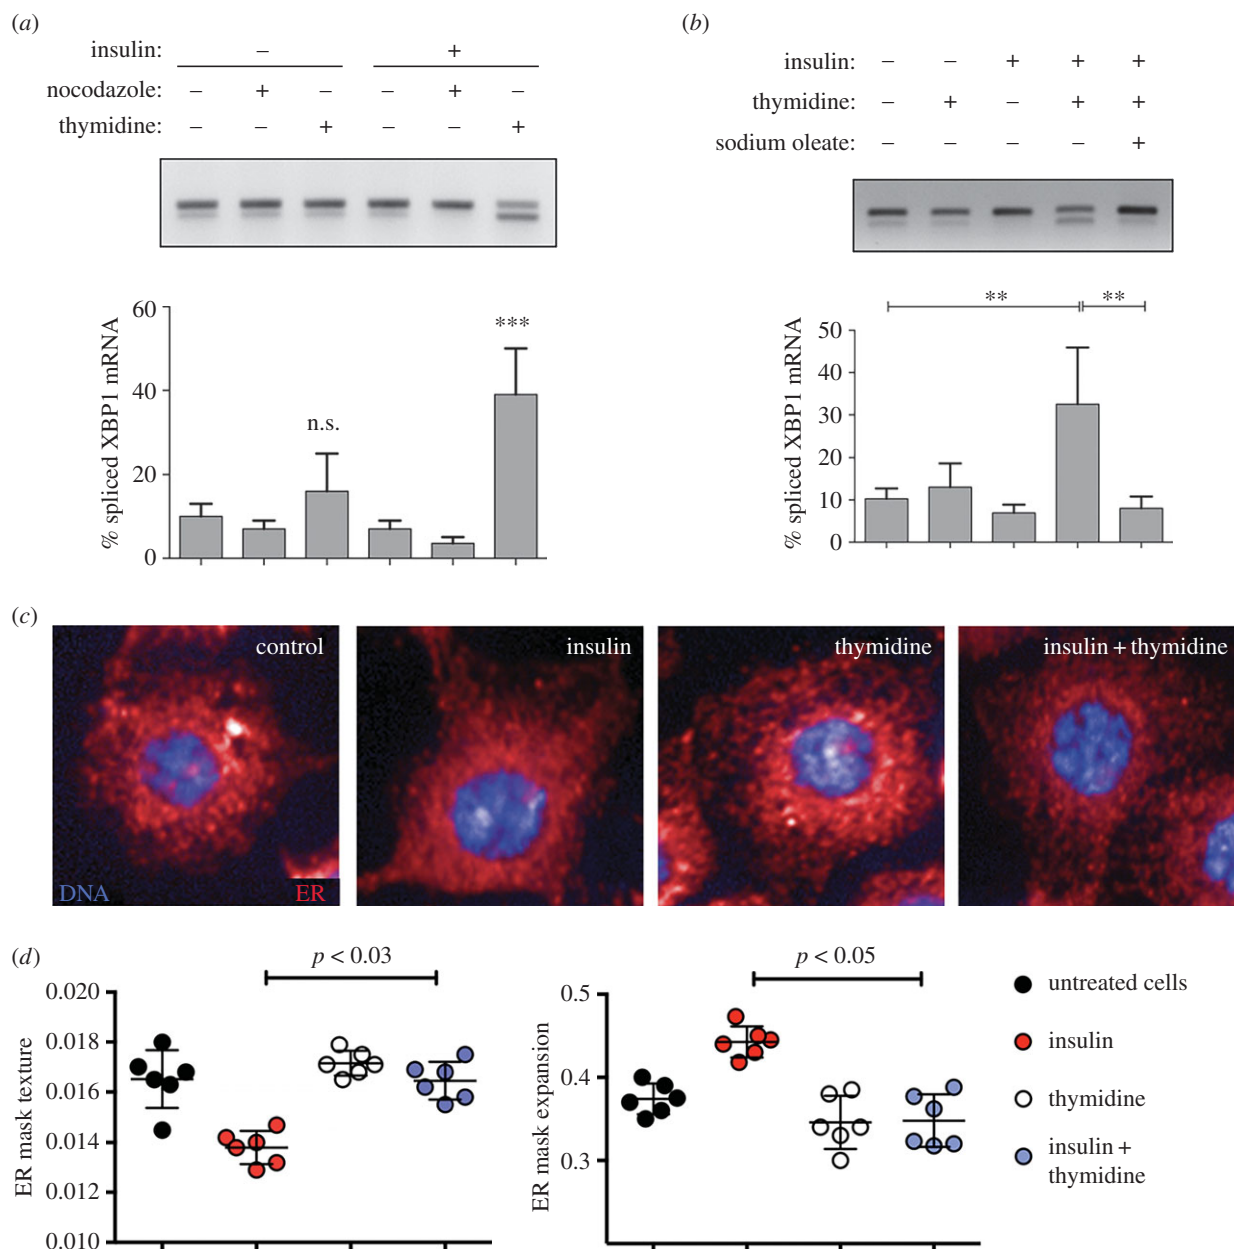 (a)
insulin: – +
nocodazole: – + – – + –
thymidine: – – + – – +
% spliced XBP1 mRNA
60
40
20
0
n.s.
***
(b)
insulin: – – + + +
thymidine: – + – + +
sodium oleate: – – – – +
** **
% spliced XBP1 mRNA
50
40
30
20
10
0
(c)
control
insulin
thymidine
insulin + thymidine
DNA
ER
(d)
p < 0.03
ER mask texture
0.020
0.018
0.016
0.014
0.012
0.010
p < 0.05
ER mask expansion
0.5
0.4
0.3
untreated cells
insulin
thymidine
insulin +
thymidine